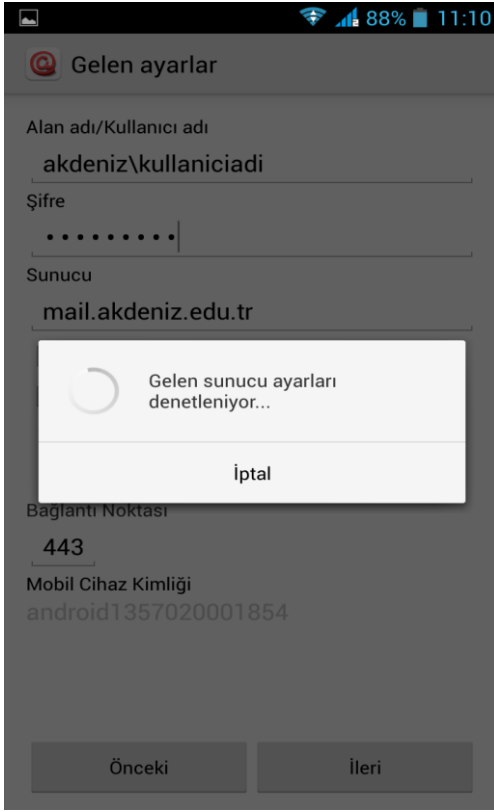 88% 11:10
Gelen ayarlar
Alan adı/Kullanıcı adı
akdeniz\kullaniciadi
Şifre
•••••••••
Sunucu
mail.akdeniz.edu.tr
Gelen sunucu ayarları
denetleniyor...
İptal
Bağlantı Noktası
443
Mobil Cihaz Kimliği
android1357020001854
Önceki İleri